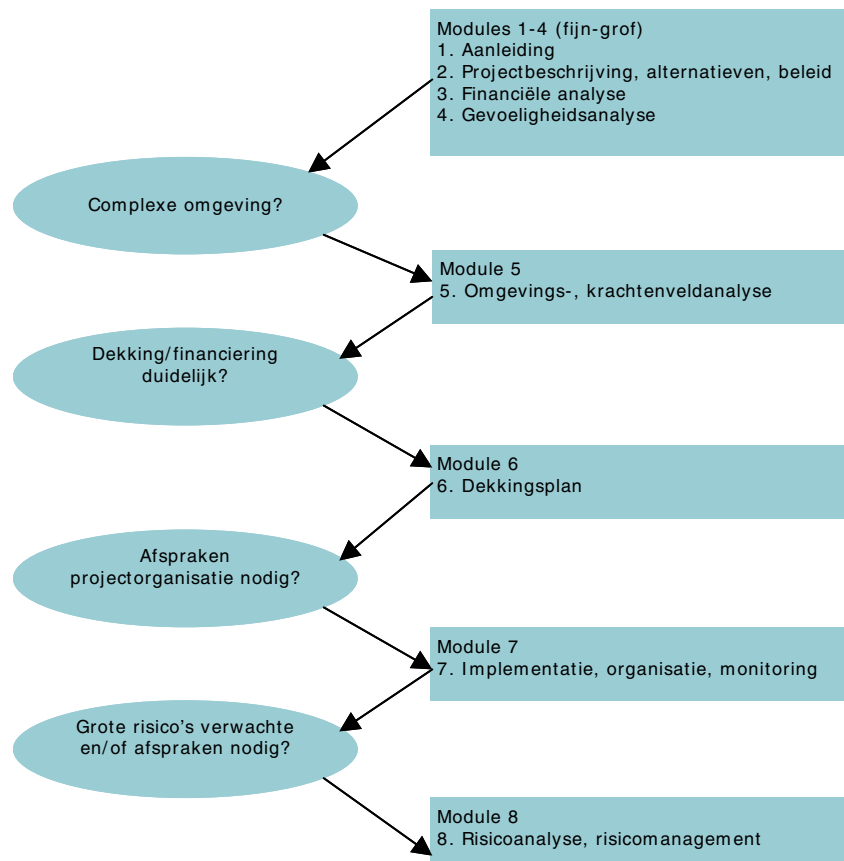 Modules 1-4 (fijn-grof)
1. Aanleiding
2. Projectbeschrijving, alternatieven, beleid
3. Financiële analyse
4. Gevoeligheidsanalyse
Complexe omgeving?
Module 5
5. Omgevings-, krachtenveldanalyse
Dekking/financiering
duidelijk?
Module 6
6. Dekkingsplan
Afspraken
projectorganisatie nodig?
Module 7
7. Implementatie, organisatie, monitoring
Grote risico's verwachte
en/of afspraken nodig?
Module 8
8. Risicoanalyse, risicomanagement